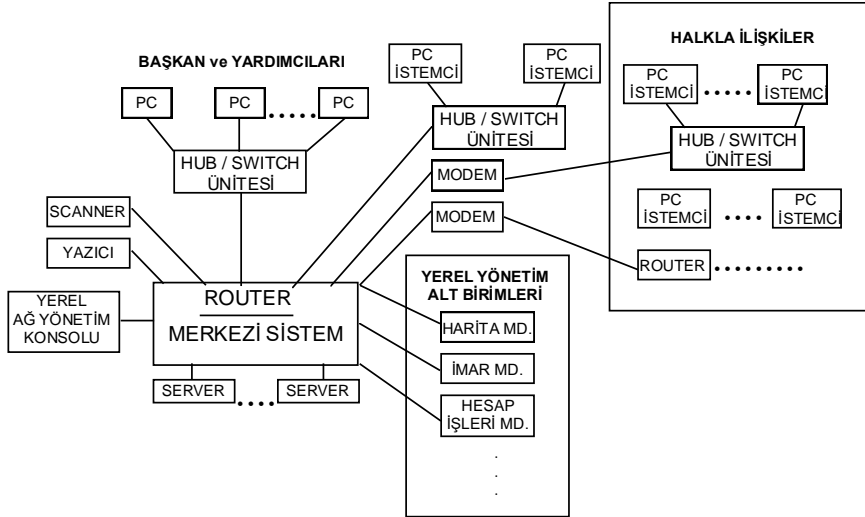 BAŞKAN ve YARDIMCILARI
PC
PC
.....
PC
HUB / SWITCH
ÜNİTESİ
PC
İSTEMCİ
PC
İSTEMCİ
HUB / SWITCH
ÜNİTESİ
MODEM
MODEM
HALKLA İLİŞKİLER
PC
İSTEMCİ
.....
PC
İSTEMCİ
HUB / SWITCH
ÜNİTESİ
PC
İSTEMCİ
....
PC
İSTEMCİ
ROUTER
.........
SCANNER
YAZICI
YEREL
AĞ YÖNETİM
KONSOLU
ROUTER
MERKEZİ SİSTEM
SERVER
....
SERVER
YEREL YÖNETİM
ALT BİRİMLERİ
HARİTA MD.
İMAR MD.
HESAP
İŞLERİ MD.
.
.
.